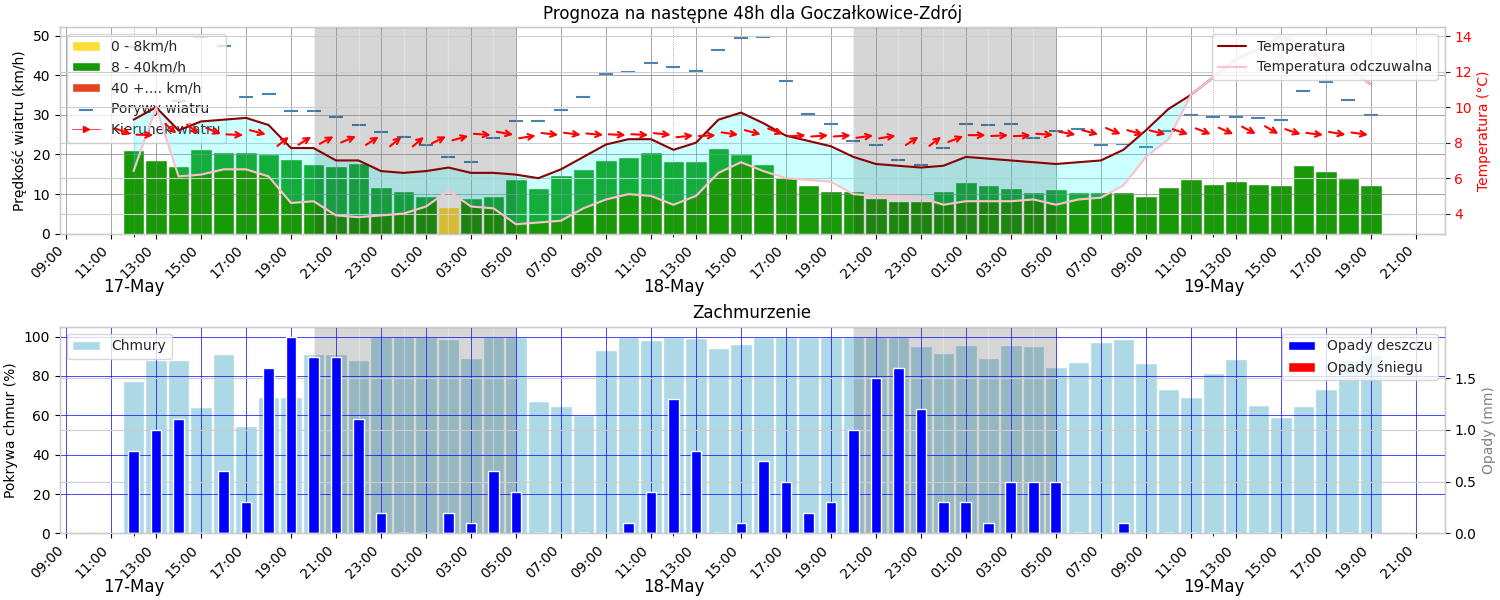 Prognoza na następne 48h dla Goczałkowice-Zdrój
Prędkość wiatru (km/h)
50
40
30
20
10
0
0 - 8km/h
8 - 40km/h
40 +.... km/h
Porywy wiatru
Kierunek wiatru
Temperatura
Temperatura odczuwalna
14
12
10
8
6
4
Temperatura (°C)
09:00 11:00 13:00 15:00 17:00 19:00 21:00 23:00 01:00 03:00 05:00 07:00 09:00 11:00 13:00 15:00 17:00 19:00 21:00 23:00 01:00 03:00 05:00 07:00 09:00 11:00 13:00 15:00 17:00 19:00 21:00
17-May 18-May 19-May
Zachmurzenie
Pokrywa chmur (%)
100
80
60
40
20
0
Chmury
Opady deszczu
Opady śniegu
1.5
1.0
0.5
0.0
Opady (mm)
09:00 11:00 13:00 15:00 17:00 19:00 21:00 23:00 01:00 03:00 05:00 07:00 09:00 11:00 13:00 15:00 17:00 19:00 21:00 23:00 01:00 03:00 05:00 07:00 09:00 11:00 13:00 15:00 17:00 19:00 21:00
17-May 18-May 19-May